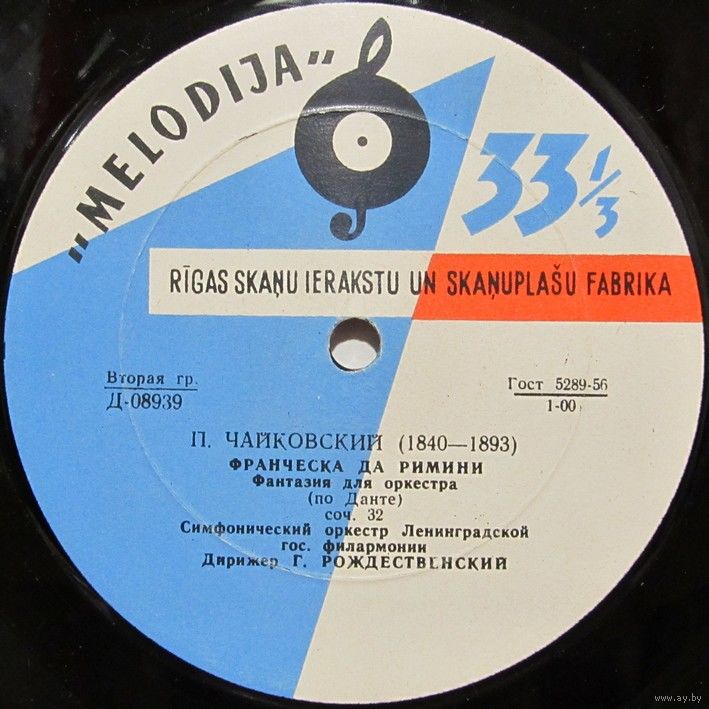 "MELODIJA"
33 1/3
RĪGAS SKAŅU IERAKSTU UN SKAŅUPLAŠU FABRIKA
Вторая гр.
Д-08939
Гост 5289-56
1-00
П. ЧАЙКОВСКИЙ (1840—1893)
ФРАНЧЕСКА ДА РИМИНИ
Фантазия для оркестра
(по Данте)
соч. 32
Симфонический оркестр Ленинградской
гос. филармонии
Дирижер Г. РОЖДЕСТВЕНСКИЙ
www.ay.by